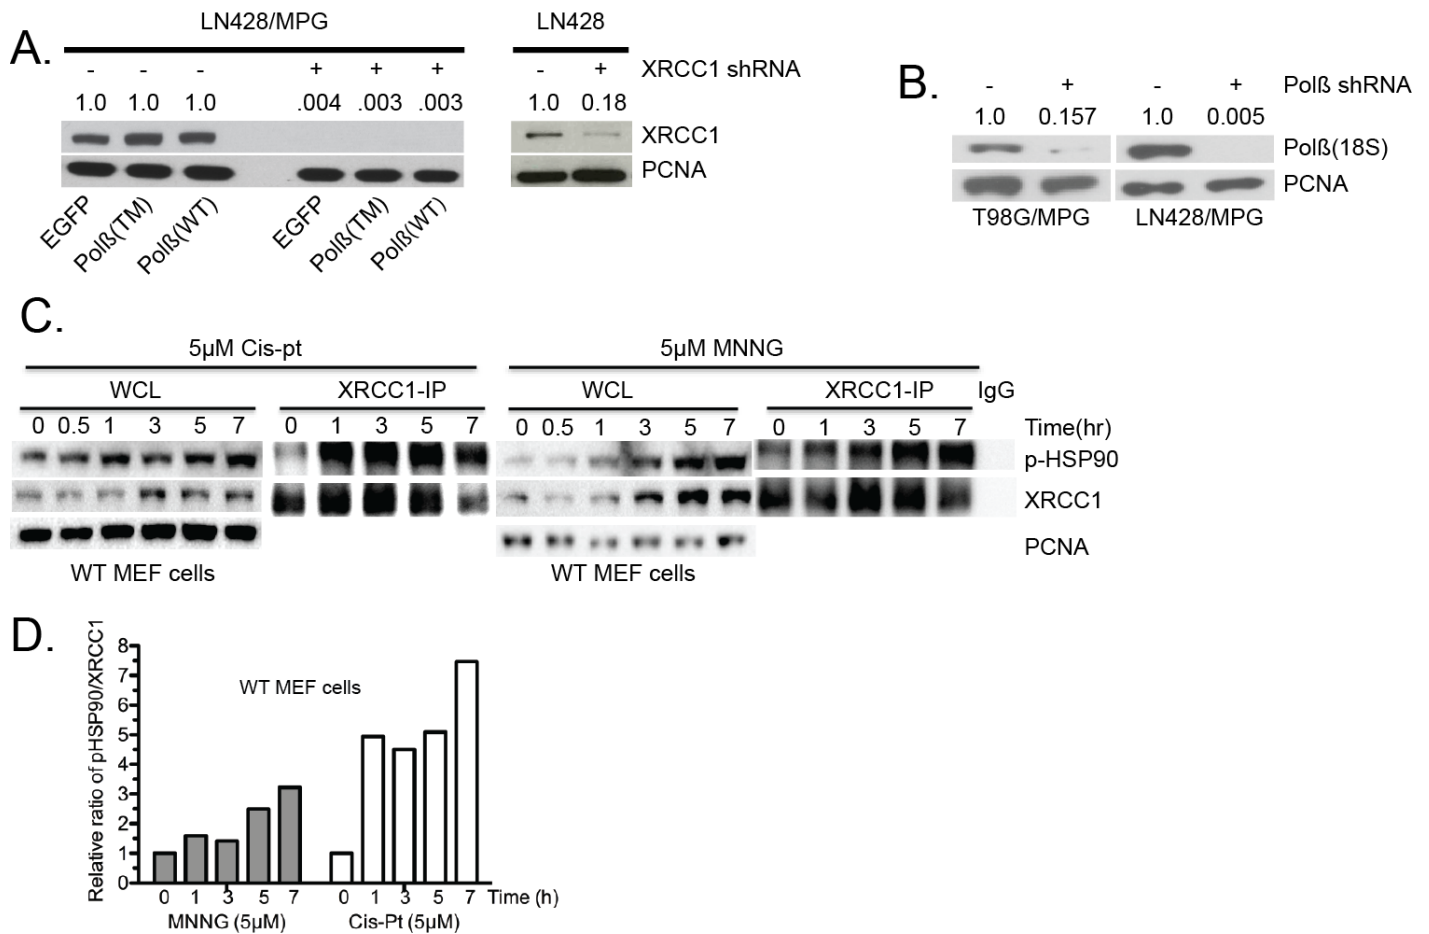 A.
LN428/MPG LN428
- - - + + + - + XRCC1 shRNA
1.0 1.0 1.0 .004 .003 .003 1.0 0.18
XRCC1
PCNA
EGFP Polß(TM) Polß(WT) EGFP Polß(TM) Polß(WT)
B.
- + - + Polß shRNA
1.0 0.157 1.0 0.005
Polß(18S)
PCNA
T98G/MPG LN428/MPG
C.
5µM Cis-pt 5µM MNNG
WCL XRCC1-IP WCL XRCC1-IP IgG
0 0.5 1 3 5 7 0 1 3 5 7 0 0.5 1 3 5 7 0 1 3 5 7 Time(hr)
p-HSP90
XRCC1
PCNA
WT MEF cells WT MEF cells
D.
Relative ratio of pHSP90/XRCC1
8
7
6
5
4
3
2
1
0
WT MEF cells
0 1 3 5 7 0 1 3 5 7 Time (h)
MNNG (5µM) Cis-Pt (5µM)